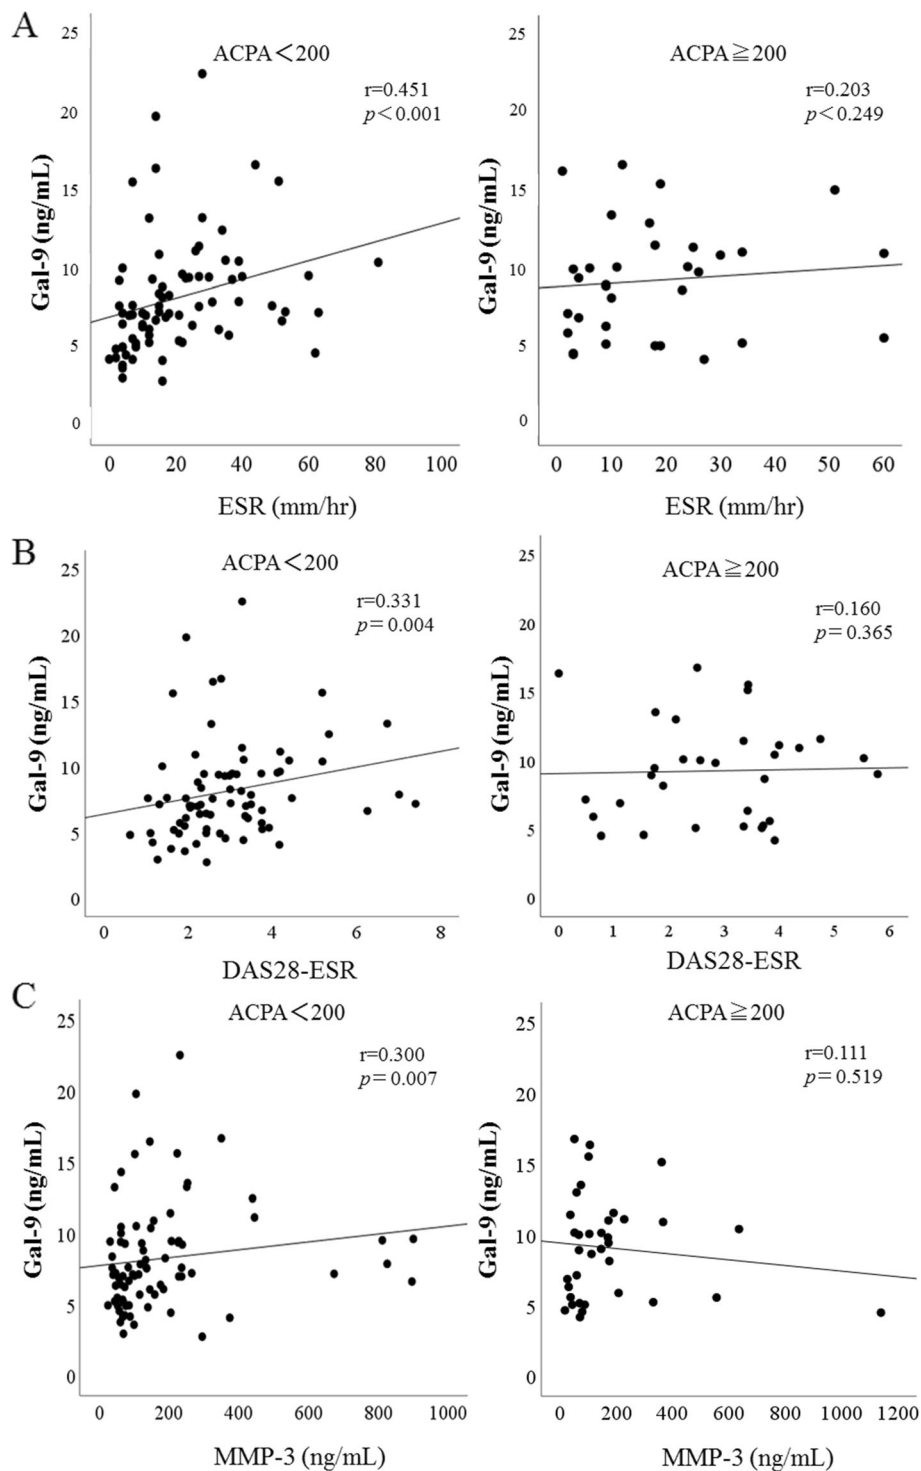 A
ACPA<200
r=0.451
p<0.001
Gal-9 (ng/mL)
25
20
15
10
5
0
0 20 40 60 80 100
ESR (mm/hr)
ACPA≧200
r=0.203
p<0.249
Gal-9 (ng/mL)
25
20
15
10
5
0
0 10 20 30 40 50 60
ESR (mm/hr)
B
ACPA<200
r=0.331
p=0.004
Gal-9 (ng/mL)
25
20
15
10
5
0
0 2 4 6 8
DAS28-ESR
ACPA≧200
r=0.160
p=0.365
Gal-9 (ng/mL)
25
20
15
10
5
0
0 1 2 3 4 5 6
DAS28-ESR
C
ACPA<200
r=0.300
p=0.007
Gal-9 (ng/mL)
25
20
15
10
5
0
0 200 400 600 800 1000
MMP-3 (ng/mL)
ACPA≧200
r=0.111
p=0.519
Gal-9 (ng/mL)
25
20
15
10
5
0
0 200 400 600 800 1000 1200
MMP-3 (ng/mL)